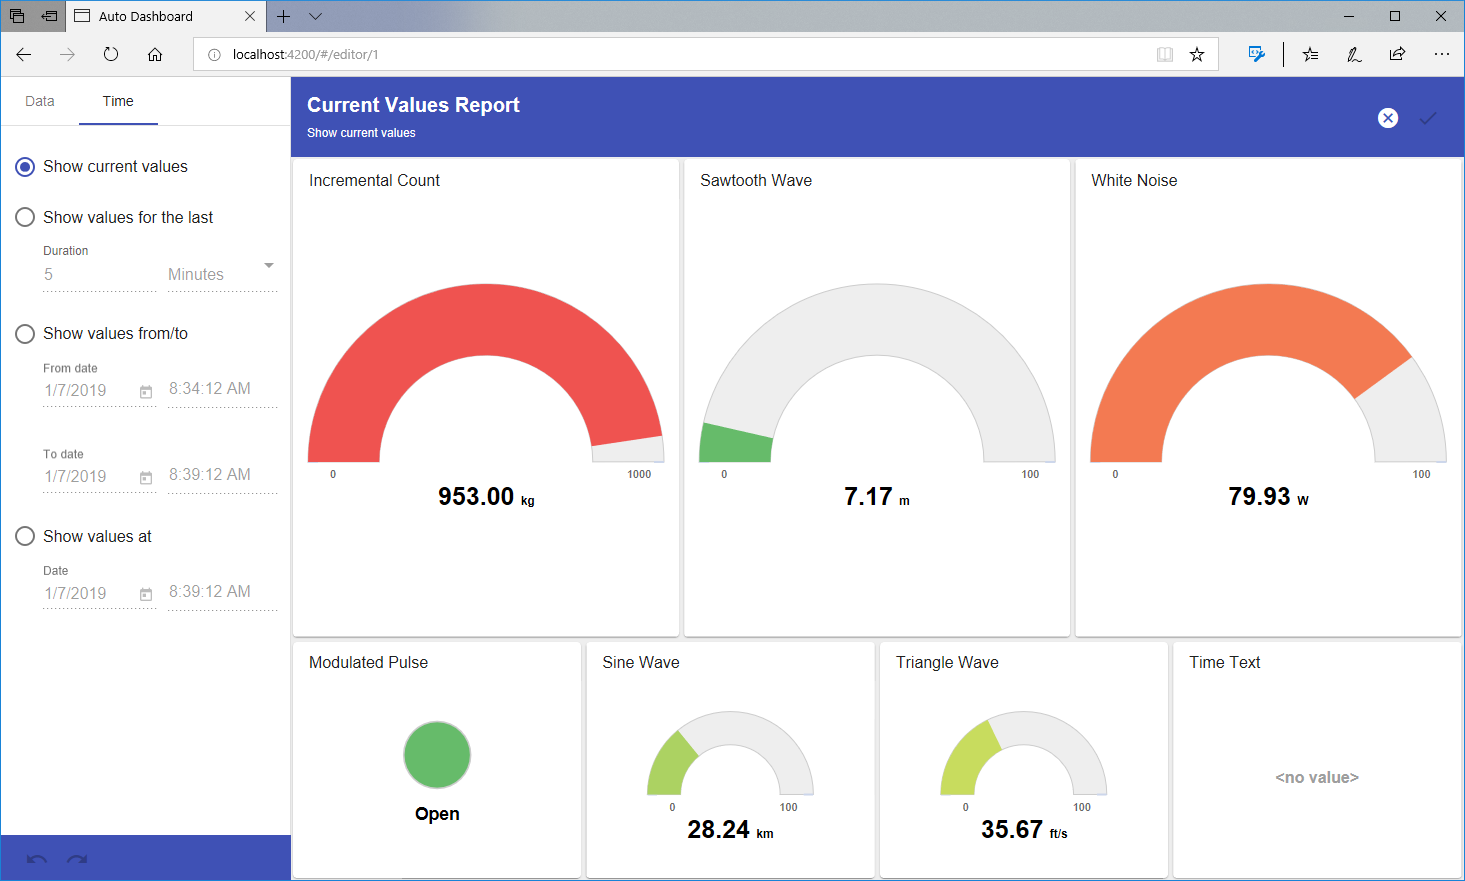 Auto Dashboard
localhost:4200/#/editor/1
Data Time
Show current values
Show values for the last
Duration
5 Minutes
Show values from/to
From date
1/7/2019 8:34:12 AM
To date
1/7/2019 8:39:12 AM
Show values at
Date
1/7/2019 8:39:12 AM
Current Values Report
Show current values
Incremental Count
0 1000
953.00 kg
Sawtooth Wave
0 100
7.17 m
White Noise
0 100
79.93 W
Modulated Pulse
Open
Sine Wave
0 100
28.24 km
Triangle Wave
0 100
35.67 ft/s
Time Text
<no value>